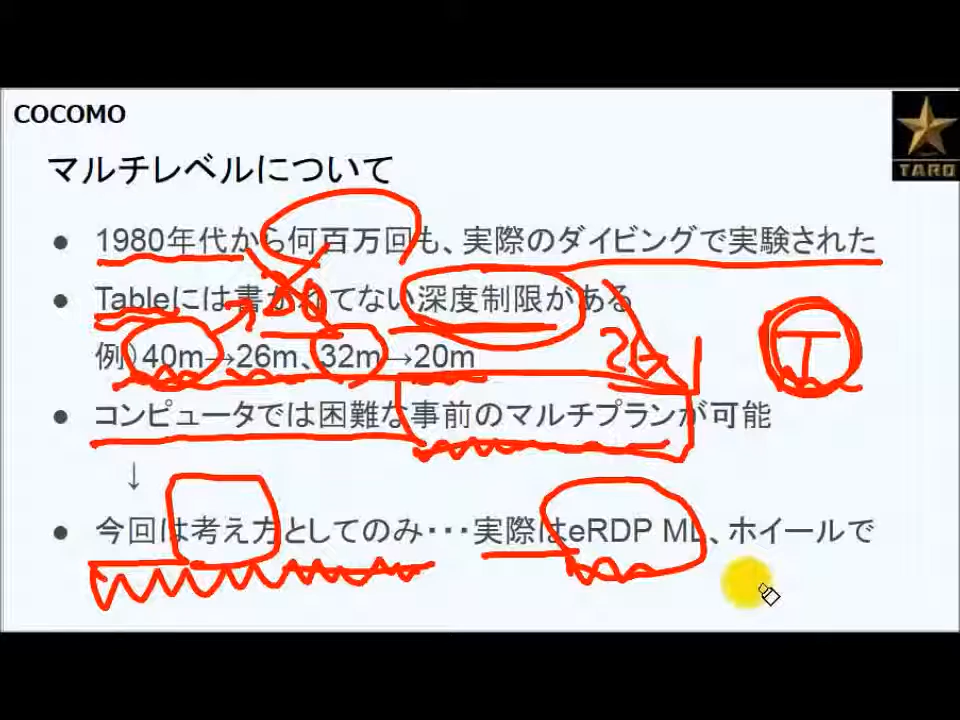 COCOMO
TARO
マルチレベルについて
● 1980年代から何百万回も、実際のダイビングで実験された
● Tableには書かれてない深度制限がある
例）40m→26m、32m→20m
● コンピュータでは困難な事前のマルチプランが可能
↓
● 今回は考え方としてのみ・・・実際はeRDP ML、ホイールで